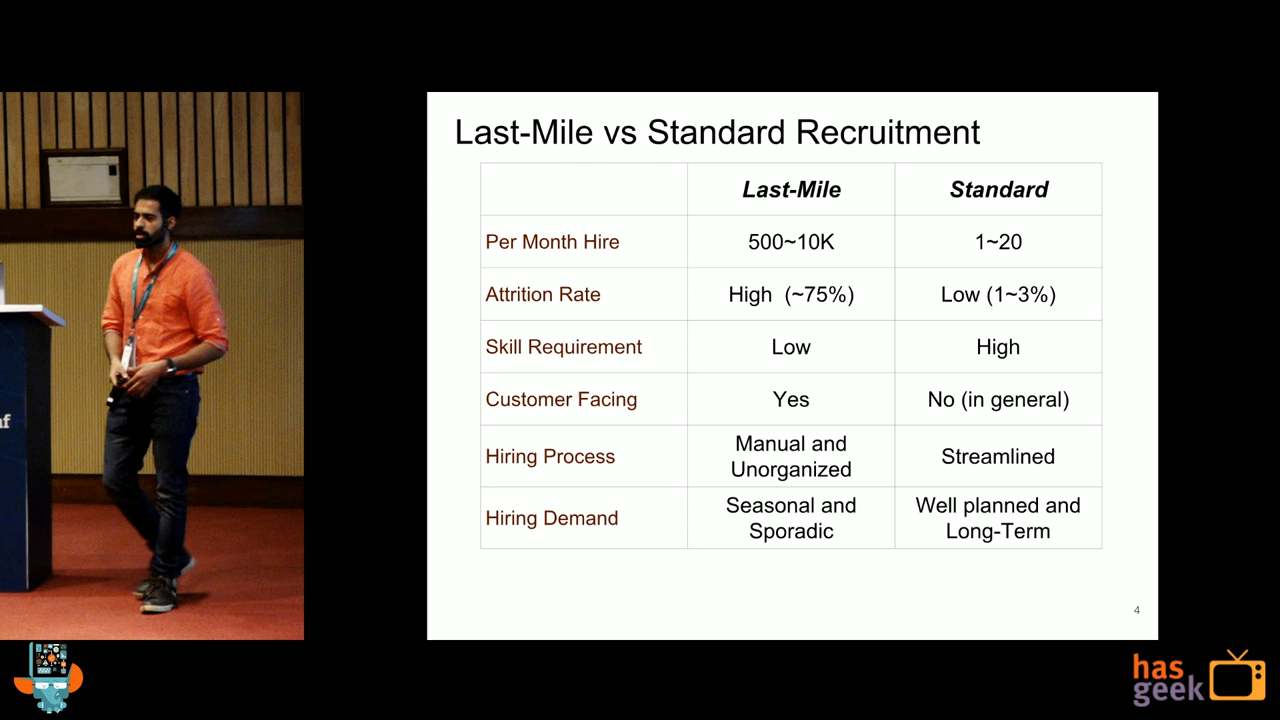 Last-Mile vs Standard Recruitment
Last-Mile Standard
Per Month Hire 500~10K 1~20
Attrition Rate High (~75%) Low (1~3%)
Skill Requirement Low High
Customer Facing Yes No (in general)
Hiring Process Manual and Unorganized Streamlined
Hiring Demand Seasonal and Sporadic Well planned and Long-Term
4
has
geek